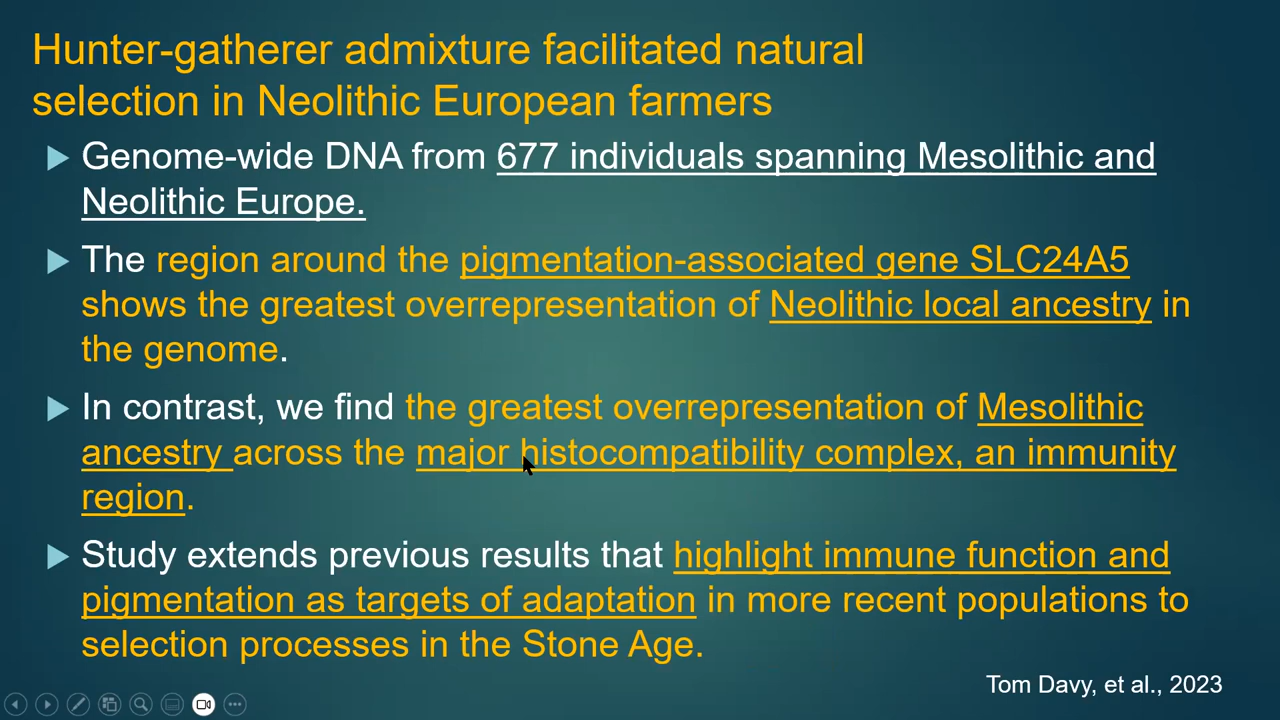 Hunter-gatherer admixture facilitated natural
selection in Neolithic European farmers
Genome-wide DNA from 677 individuals spanning Mesolithic and
Neolithic Europe.
The region around the pigmentation-associated gene SLC24A5
shows the greatest overrepresentation of Neolithic local ancestry in
the genome.
In contrast, we find the greatest overrepresentation of Mesolithic
ancestry across the major histocompatibility complex, an immunity
region.
Study extends previous results that highlight immune function and
pigmentation as targets of adaptation in more recent populations to
selection processes in the Stone Age.
Tom Davy, et al., 2023